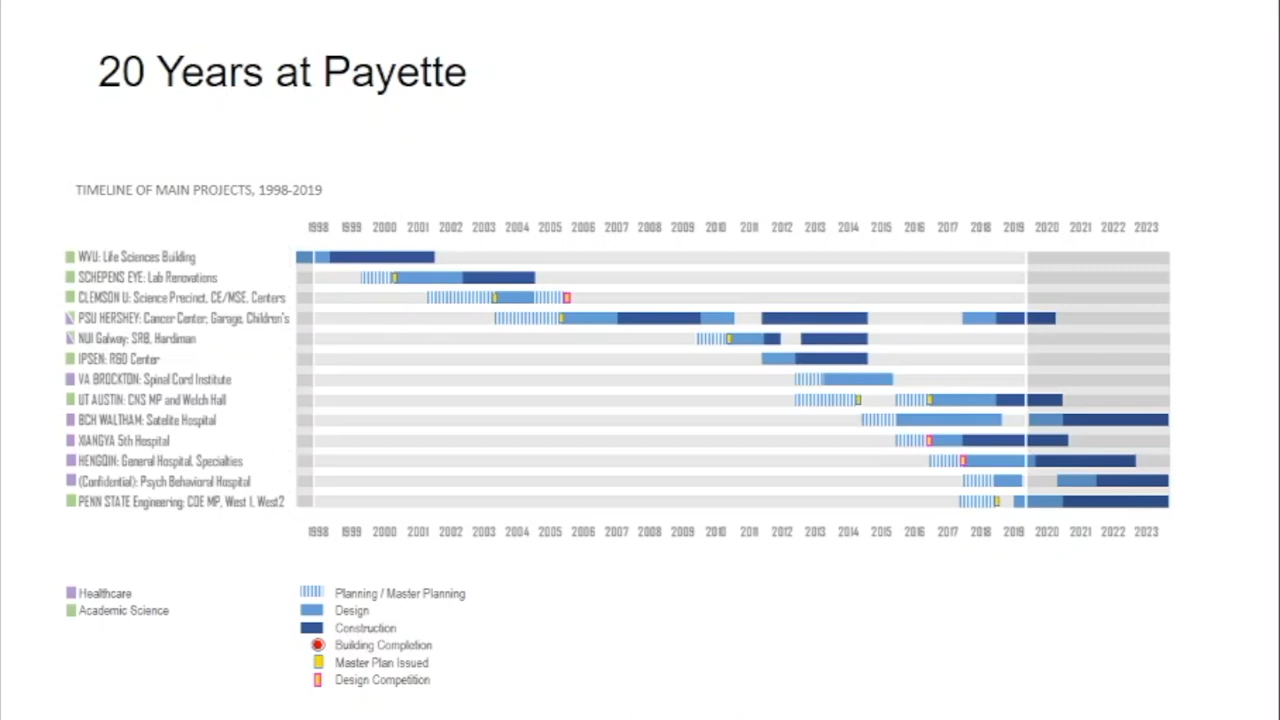 20 Years at Payette
TIMELINE OF MAIN PROJECTS, 1998-2019
1998 1999 2000 2001 2002 2003 2004 2005 2006 2007 2008 2009 2010 2011 2012 2013 2014 2015 2016 2017 2018 2019 2020 2021 2022 2023
WVU: Life Sciences Building
SCHEPENS EYE: Lab Renovations
CLEMSON U: Science Precinct, CE/MSE, Centers
PSU HERSHEY: Cancer Center, Garage, Children's
NUI Galway: SRB, Hardiman
IPSEN: R&D Center
VA BROCKTON: Spinal Cord Institute
UT AUSTIN: CNS MP and Welch Hall
BCH WALTHAM: Satelite Hospital
XIANGYA 5th Hospital
HENGQIN: General Hospital, Specialties
(Confidential): Psych Behavioral Hospital
PENN STATE Engineering: COE MP, West 1, West2
1998 1999 2000 2001 2002 2003 2004 2005 2006 2007 2008 2009 2010 2011 2012 2013 2014 2015 2016 2017 2018 2019 2020 2021 2022 2023
Healthcare
Academic Science
Planning / Master Planning
Design
Construction
Building Completion
Master Plan Issued
Design Competition